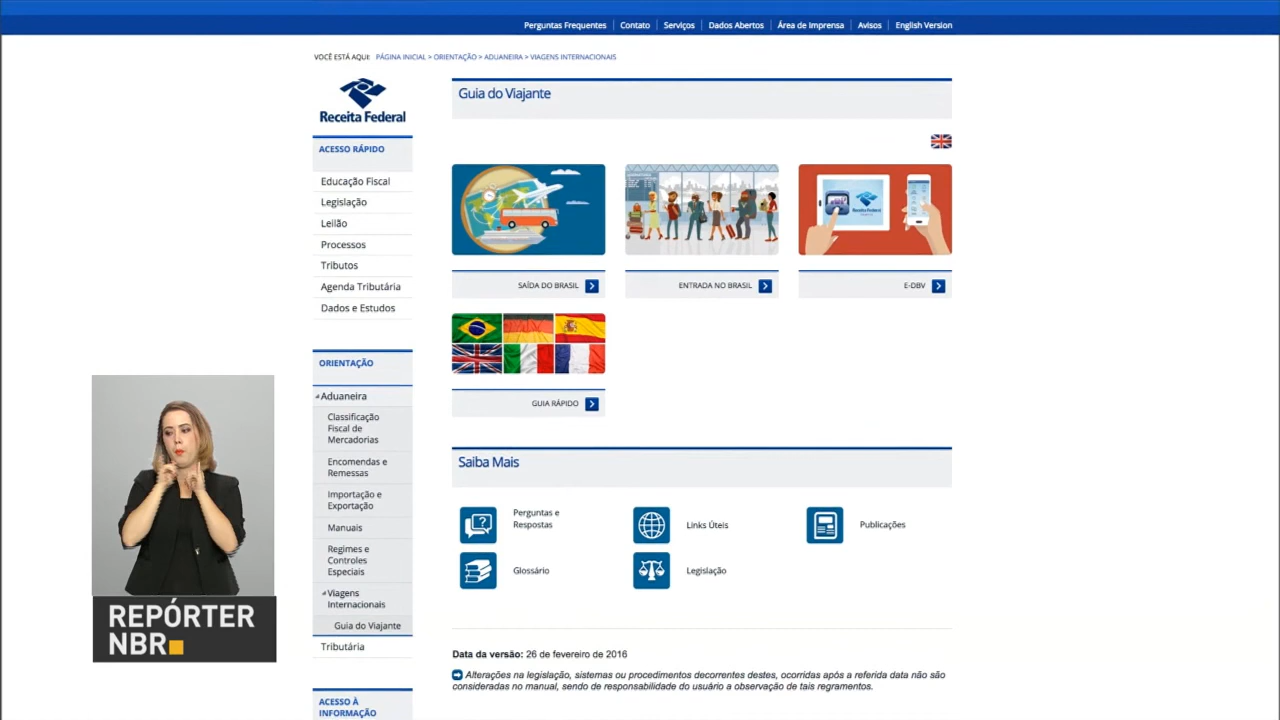 Perguntas Frequentes
Contato
Serviços
Dados Abertos
Área de Imprensa
Avisos
English Version
VOCÊ ESTÁ AQUI: PÁGINA INICIAL > ORIENTAÇÃO > ADUANEIRA > VIAGENS INTERNACIONAIS
Receita Federal
ACESSO RÁPIDO
Educação Fiscal
Legislação
Leilão
Processos
Tributos
Agenda Tributária
Dados e Estudos
ORIENTAÇÃO
Aduaneira
Classificação
Fiscal de
Mercadorias
Encomendas e
Remessas
Importação e
Exportação
Manuais
Regimes e
Controles
Especiais
Viagens
Internacionais
Guia do Viajante
Tributária
ACESSO À
INFORMAÇÃO
Guia do Viajante
Receita Federal
SAÍDA DO BRASIL
ENTRADA NO BRASIL
E-DBV
GUIA RÁPIDO
Saiba Mais
Perguntas e
Respostas
Links Úteis
Publicações
Glossário
Legislação
Data da versão: 26 de fevereiro de 2016
Alterações na legislação, sistemas ou procedimentos decorrentes destes, ocorridas após a referida data não são
consideradas no manual, sendo de responsabilidade do usuário a observação de tais regramentos.
REPÓRTER
NBR